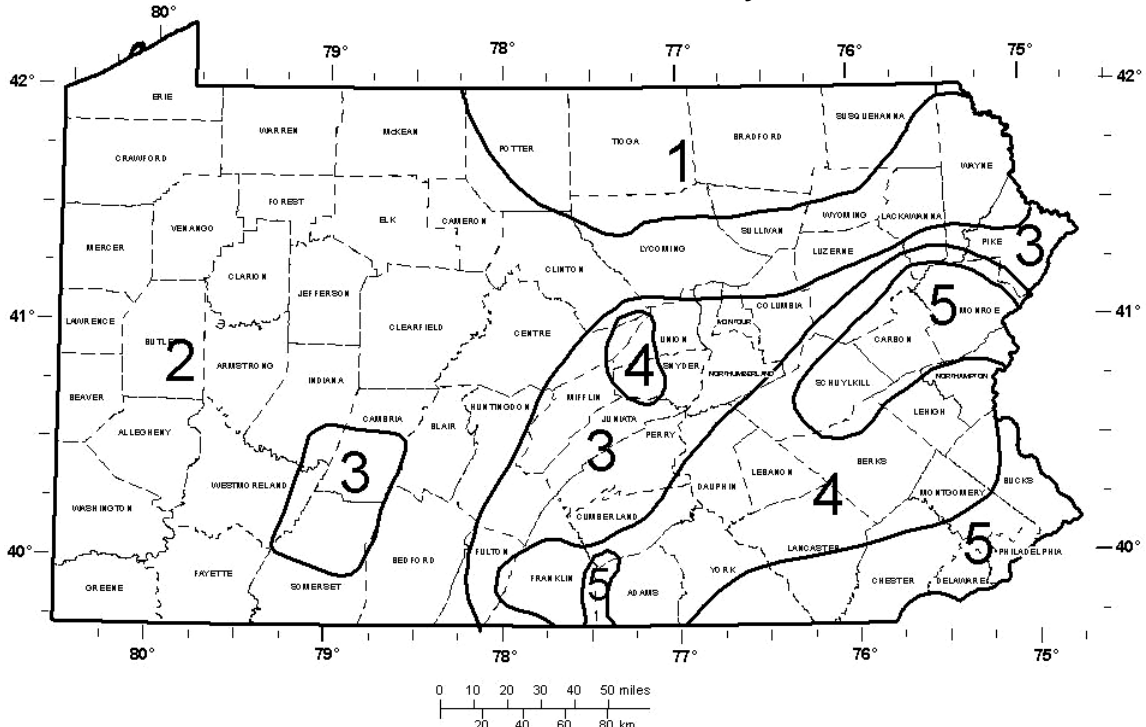 80°
79°
78°
77°
76°
75°
42°
42°
ERIE
WARREN
McKEAN
POTTER
TIOGA
BRADFORD
SUSQUEHANNA
1
CRAWFORD
WAYNE
FOREST
ELK
CAMERON
WYOMING
LACKAWANNA
VENANGO
SULLIVAN
MERCER
LYCOMING
LUZERNE
PIKE
3
CLARION
CLINTON
JEFFERSON
COLUMBIA
5
MONROE
41°
41°
LAWRENCE
CLEARFIELD
CENTRE
MONTOUR
UNION
CARBON
2
4
ARMSTRONG
SNYDER
NORTHUMBERLAND
NORTHAMPTON
INDIANA
SCHUYLKILL
BEAVER
MIFFLIN
HUNTINGDON
LEHIGH
CAMBRIA
JUNIATA
BLAIR
ALLEGHENY
PERRY
3
3
BERKS
LEBANON
WESTMORELAND
DAUPHIN
4
BUCKS
MONTGOMERY
WASHINGTON
CUMBERLAND
5
40°
40°
FULTON
LANCASTER
PHILADELPHIA
BEDFORD
FAYETTE
YORK
FRANKLIN
5
CHESTER
DELAWARE
GREENE
SOMERSET
ADAMS
80°
79°
78°
77°
76°
75°
0 10 20 30 40 50 miles
20 40 60 80 km